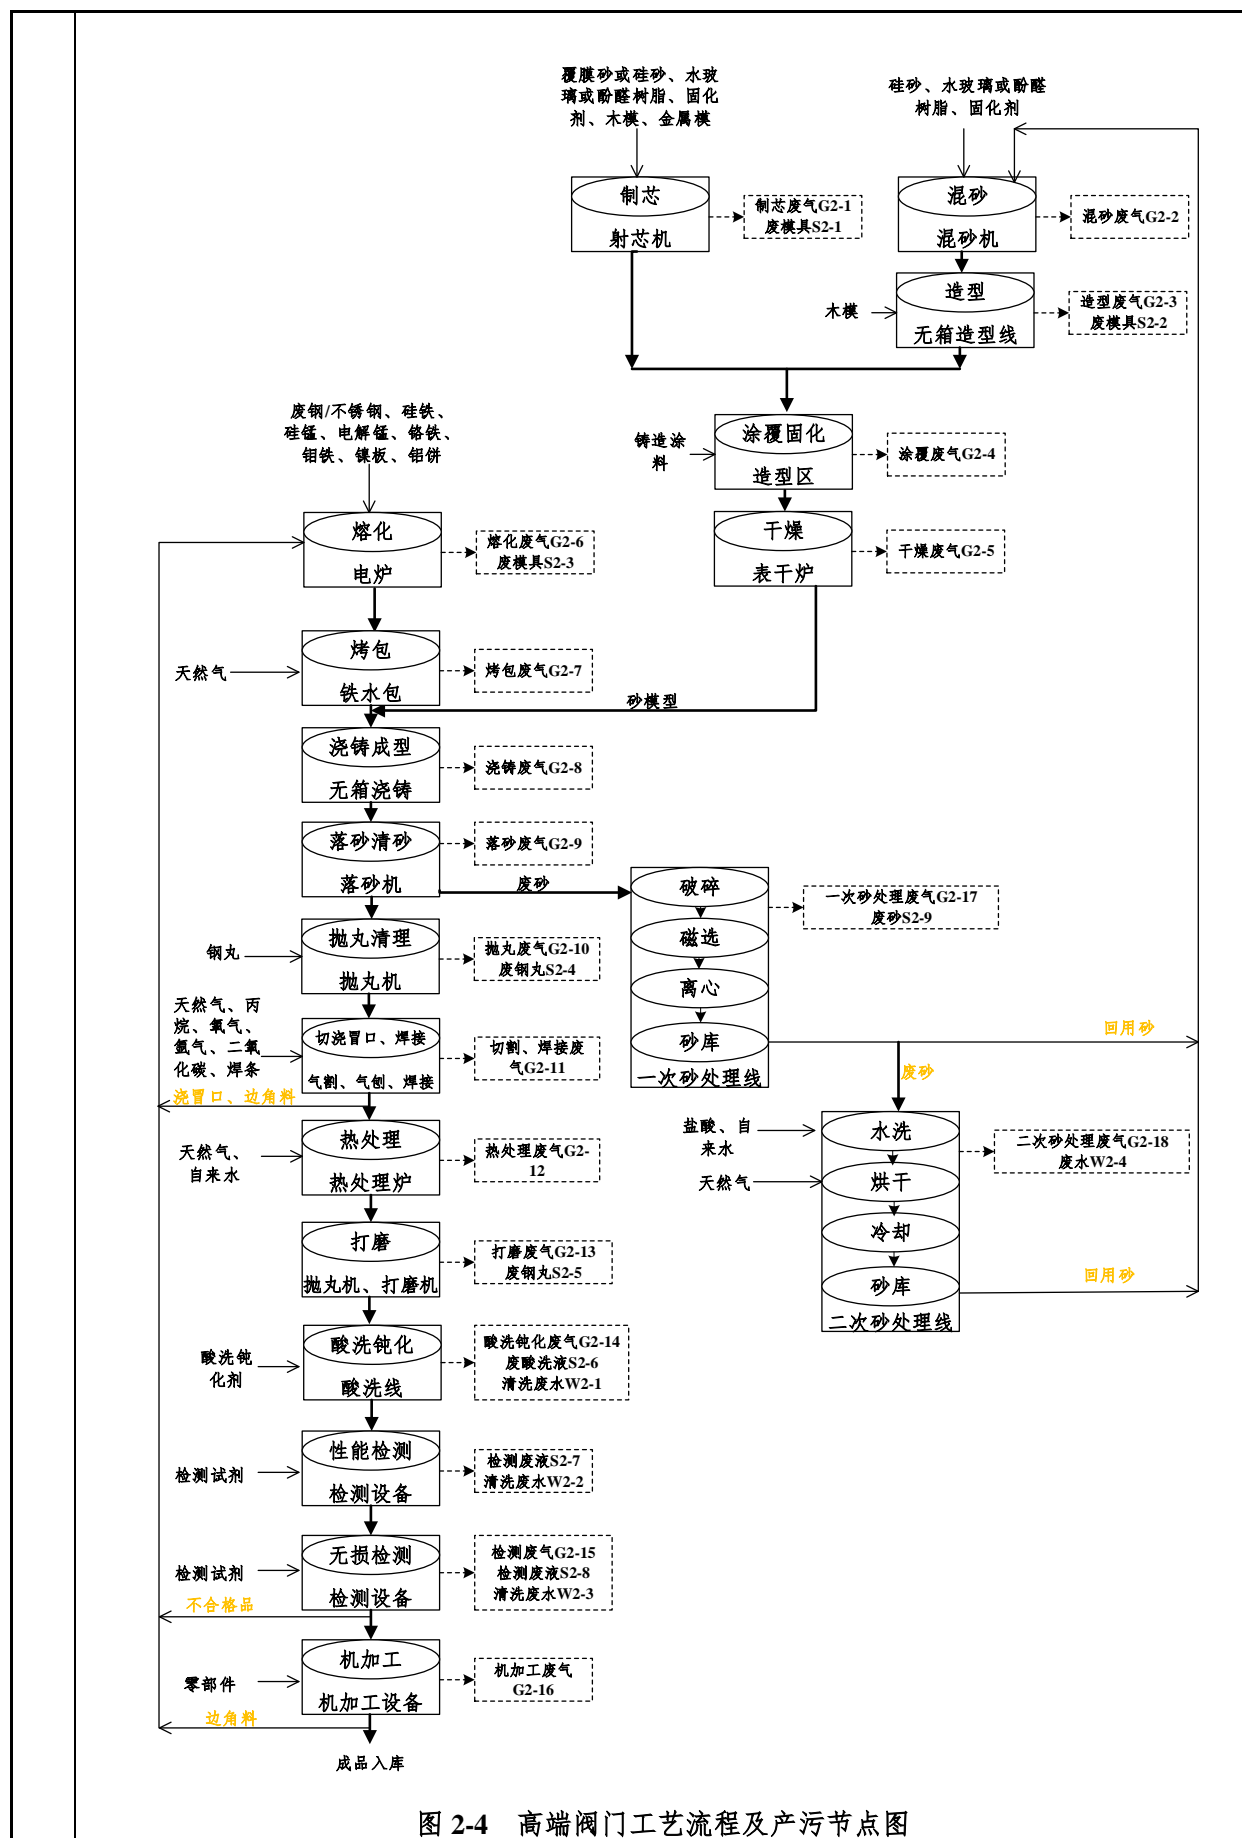 覆膜砂或硅砂、水玻
璃或酚醛树脂、固化
剂、木模、金属模
硅砂、水玻璃或酚醛
树脂、固化剂
制芯
射芯机
制芯废气G2-1
废模具S2-1
混砂
混砂机
混砂废气G2-2
木模
造型
无箱造型线
造型废气G2-3
废模具S2-2
废钢/不锈钢、硅铁、
硅锰、电解锰、铬铁、
钼铁、镍板、铝饼
铸造涂
料
涂覆固化
造型区
涂覆废气G2-4
熔化
电炉
熔化废气G2-6
废模具S2-3
干燥
表干炉
干燥废气G2-5
天然气
烤包
铁水包
烤包废气G2-7
砂模型
浇铸成型
无箱浇铸
浇铸废气G2-8
落砂清砂
落砂机
落砂废气G2-9
废砂
破碎
磁选
离心
砂库
一次砂处理线
一次砂处理废气G2-17
废砂S2-9
钢丸
抛丸清理
抛丸机
抛丸废气G2-10
废钢丸S2-4
天然气、丙
烷、氧气、
氩气、二氧
化碳、焊条
切浇冒口、焊接
气割、气刨、焊接
切割、焊接废
气G2-11
回用砂
废砂
浇冒口、边角料
天然气、
自来水
热处理
热处理炉
热处理废气G2-
12
盐酸、自
来水
天然气
水洗
烘干
冷却
砂库
二次砂处理线
二次砂处理废气G2-18
废水W2-4
回用砂
打磨
抛丸机、打磨机
打磨废气G2-13
废钢丸S2-5
酸洗钝
化剂
酸洗钝化
酸洗线
酸洗钝化废气G2-14
废酸洗液S2-6
清洗废水W2-1
检测试剂
性能检测
检测设备
检测废液S2-7
清洗废水W2-2
检测试剂
无损检测
检测设备
检测废气G2-15
检测废液S2-8
清洗废水W2-3
不合格品
零部件
机加工
机加工设备
机加工废气
G2-16
边角料
成品入库
图 2-4 高端阀门工艺流程及产污节点图